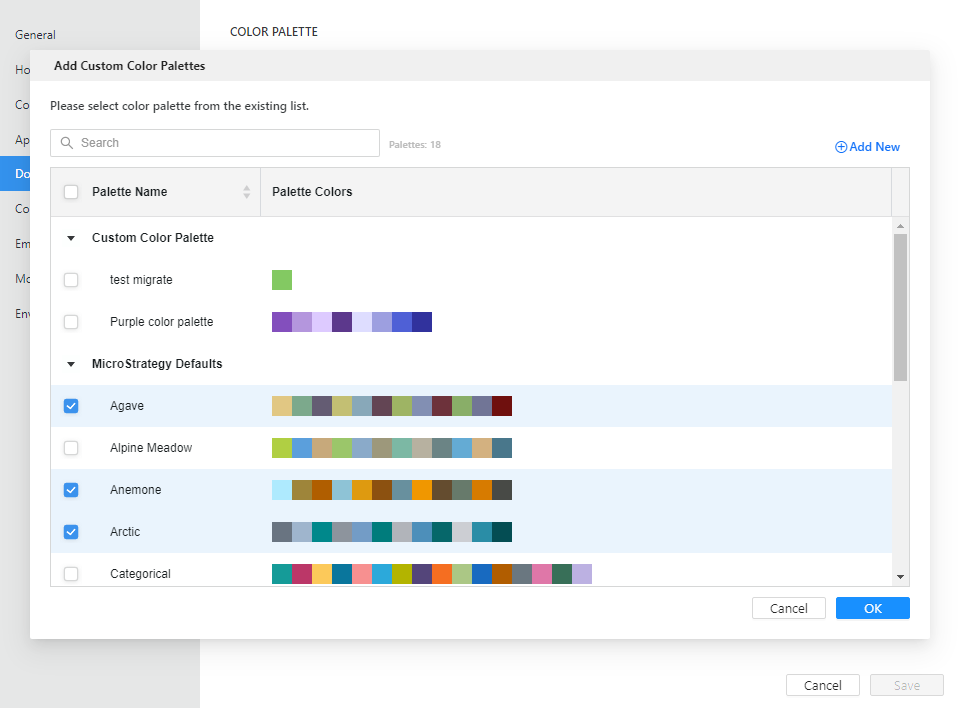 General
COLOR PALETTE
Add Custom Color Palettes
Ho
Please select color palette from the existing list.
Co
Search
Palettes: 18
Add New
Ap
Do
Palette Name
Palette Colors
Co
Custom Color Palette
Em
test migrate
Mo
Purple color palette
Env
MicroStrategy Defaults
Agave
Alpine Meadow
Anemone
Arctic
Categorical
Cancel
OK
Cancel
Save